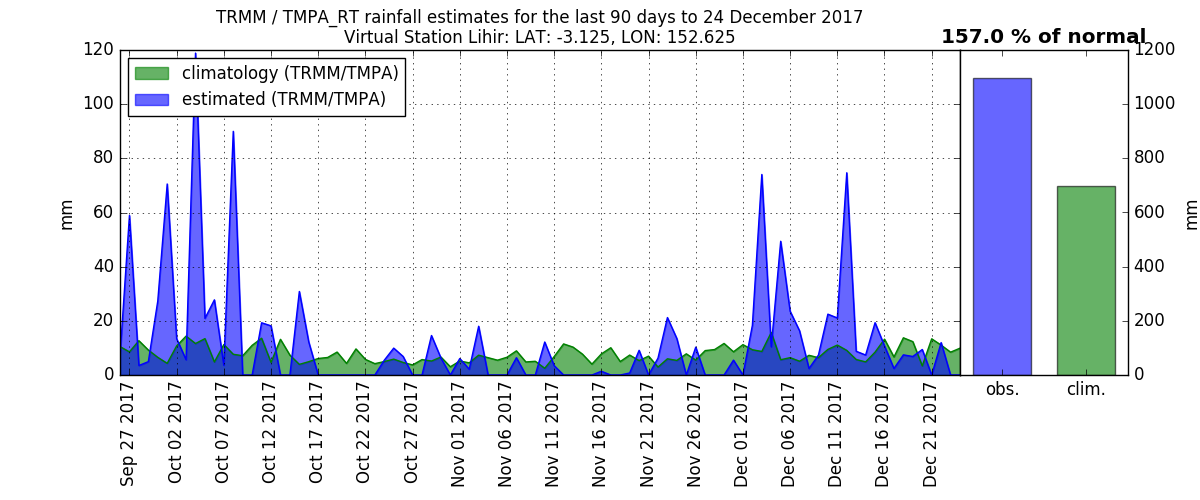 TRMM / TMPA_RT rainfall estimates for the last 90 days to 24 December 2017
Virtual Station Lihir: LAT: -3.125, LON: 152.625
157.0 % of normal
climatology (TRMM/TMPA)
estimated (TRMM/TMPA)
120
100
80
60
40
20
0
mm
1200
1000
800
600
400
200
0
mm
Sep 27 2017
Oct 02 2017
Oct 07 2017
Oct 12 2017
Oct 17 2017
Oct 22 2017
Oct 27 2017
Nov 01 2017
Nov 06 2017
Nov 11 2017
Nov 16 2017
Nov 21 2017
Nov 26 2017
Dec 01 2017
Dec 06 2017
Dec 11 2017
Dec 16 2017
Dec 21 2017
obs.
clim.